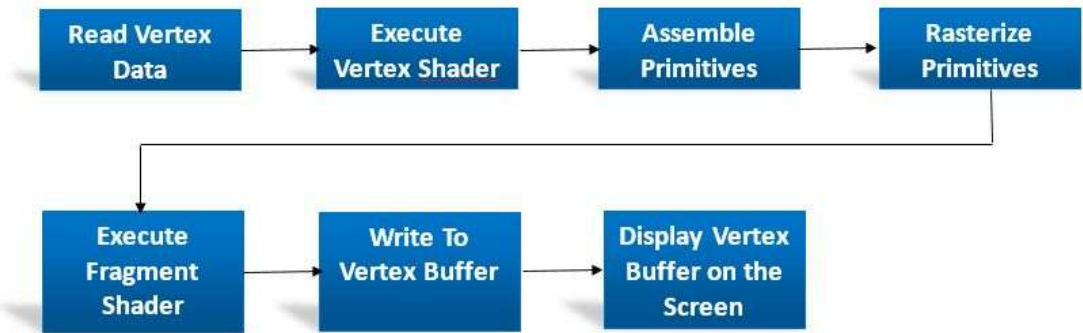 Read Vertex
Data
Execute
Vertex Shader
Assemble
Primitives
Rasterize
Primitives
Execute
Fragment
Shader
Write To
Vertex Buffer
Display Vertex
Buffer on the
Screen